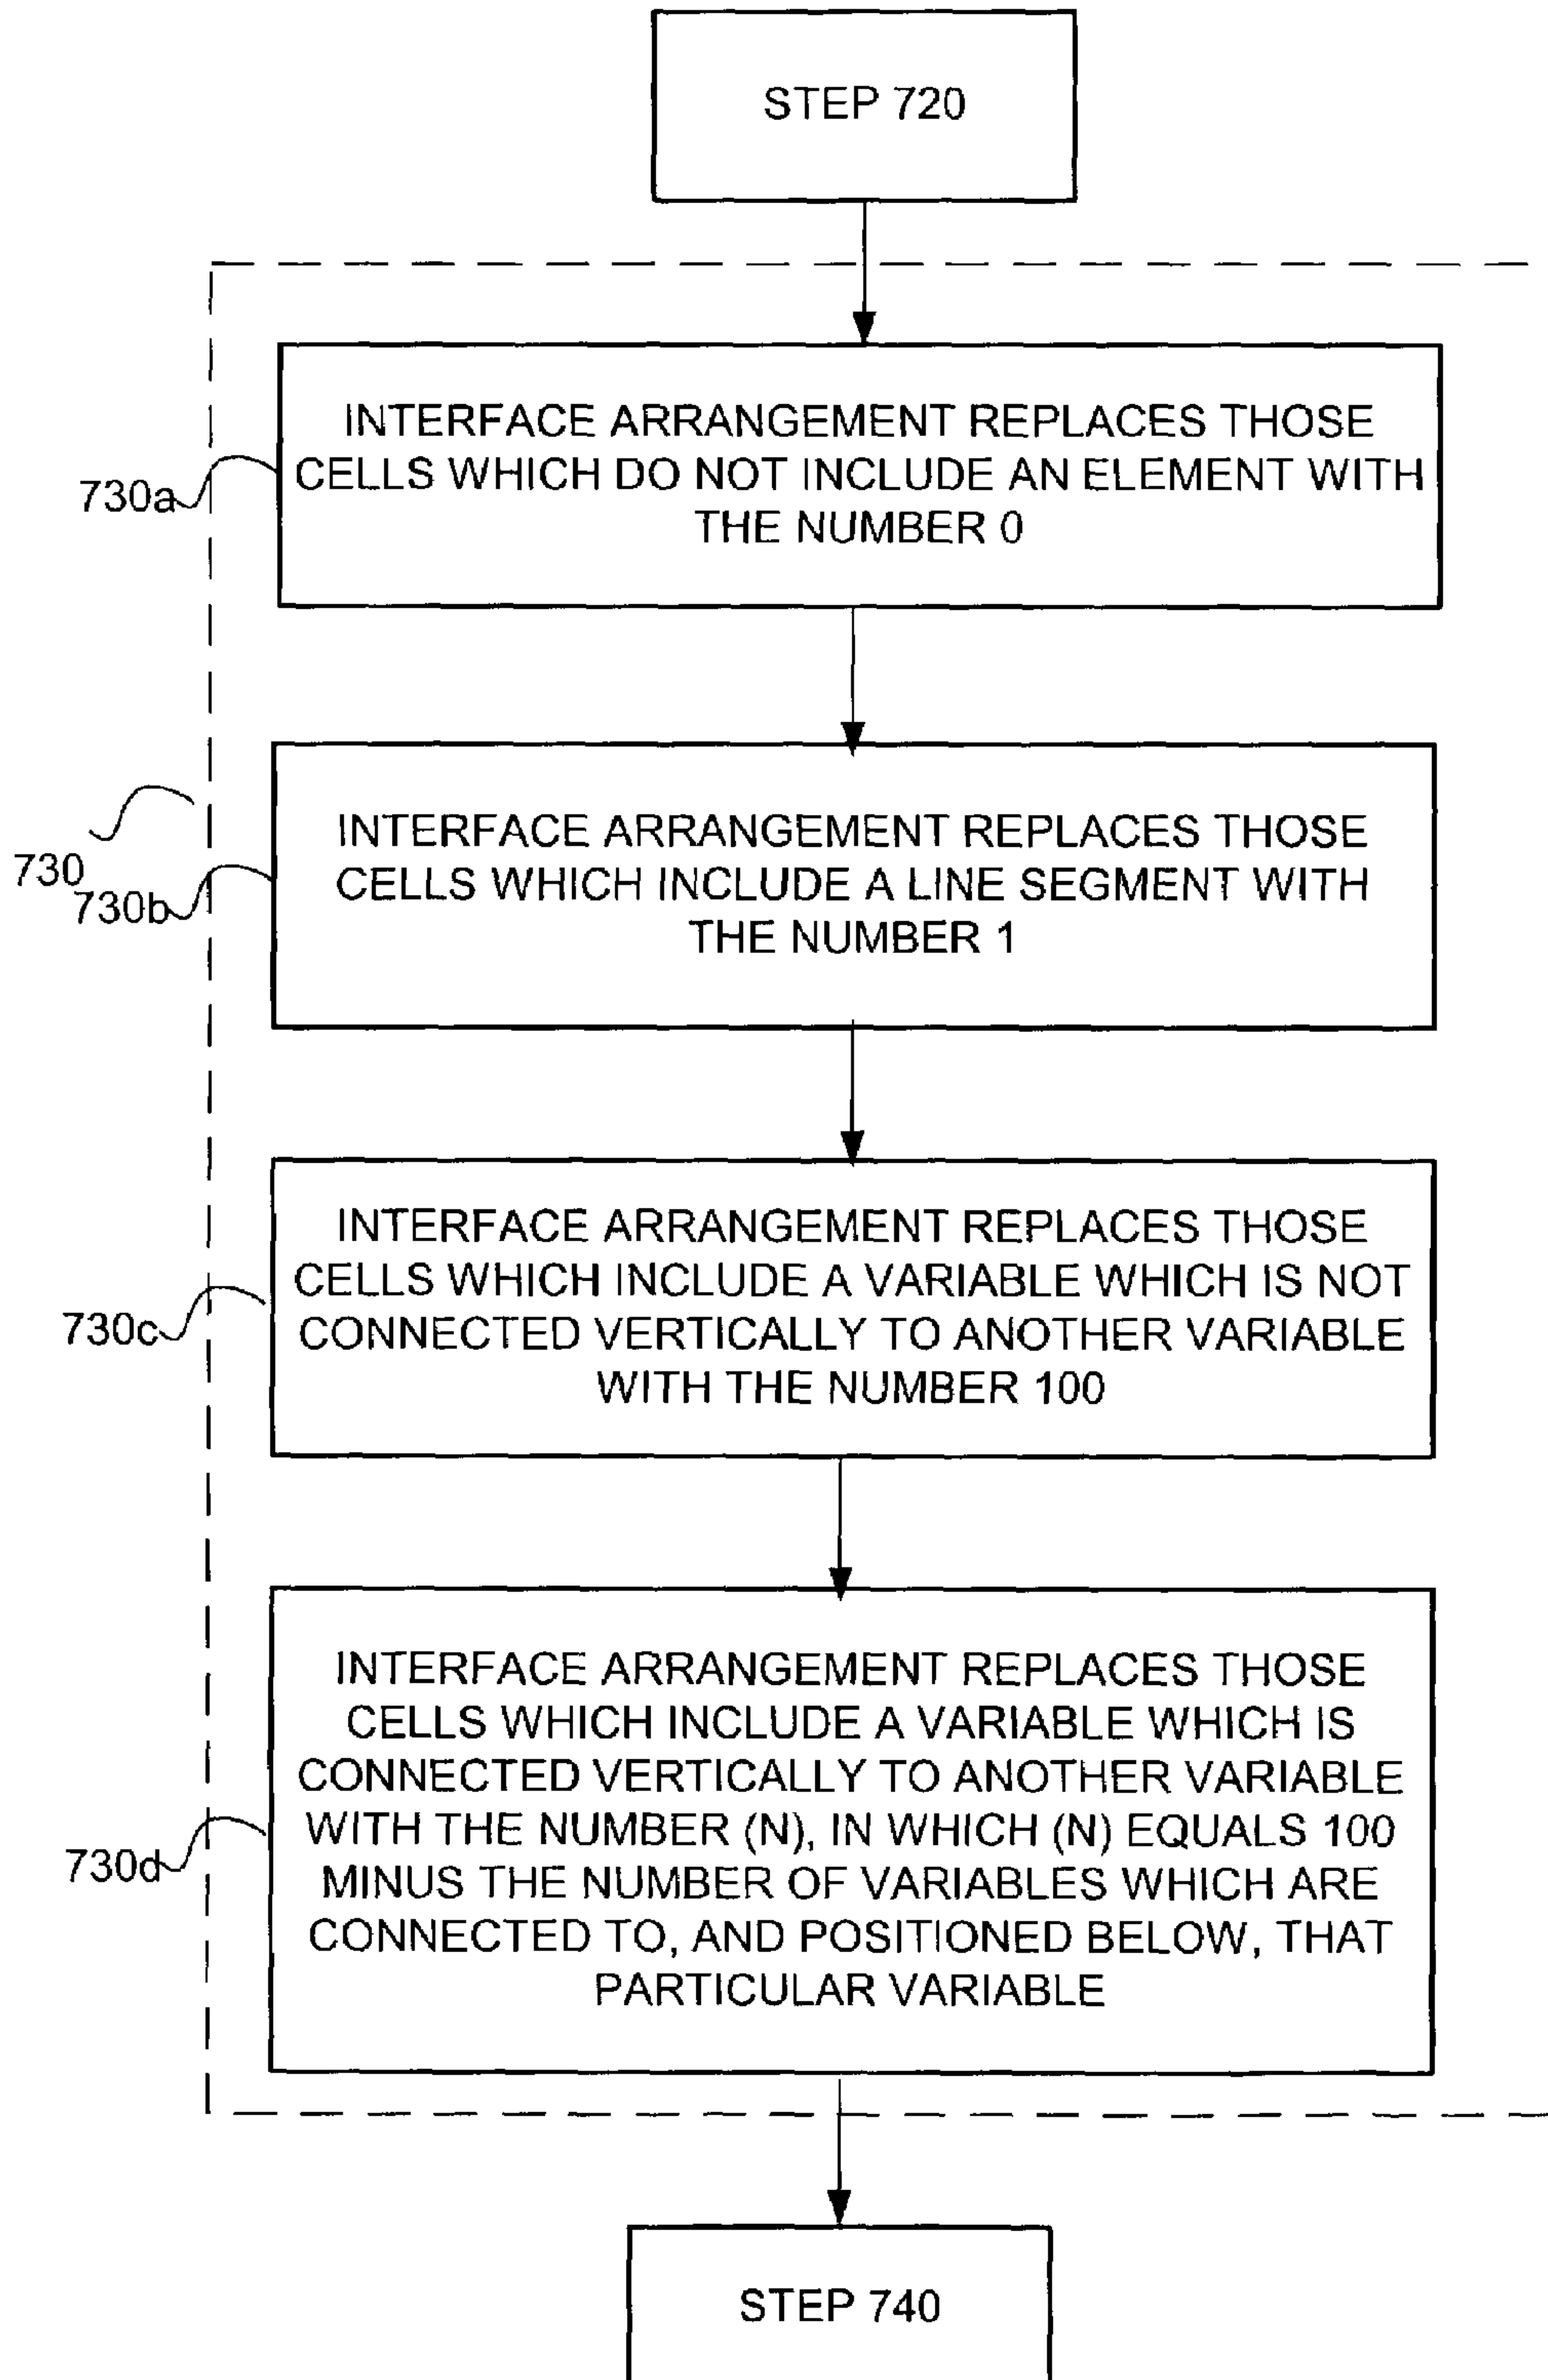 STEP 720
INTERFACE ARRANGEMENT REPLACES THOSE
CELLS WHICH DO NOT INCLUDE AN ELEMENT WITH
THE NUMBER 0
730a
INTERFACE ARRANGEMENT REPLACES THOSE
CELLS WHICH INCLUDE A LINE SEGMENT WITH
THE NUMBER 1
730
730b
INTERFACE ARRANGEMENT REPLACES THOSE
CELLS WHICH INCLUDE A VARIABLE WHICH IS NOT
CONNECTED VERTICALLY TO ANOTHER VARIABLE
WITH THE NUMBER 100
730c
INTERFACE ARRANGEMENT REPLACES THOSE
CELLS WHICH INCLUDE A VARIABLE WHICH IS
CONNECTED VERTICALLY TO ANOTHER VARIABLE
WITH THE NUMBER (N), IN WHICH (N) EQUALS 100
MINUS THE NUMBER OF VARIABLES WHICH ARE
CONNECTED TO, AND POSITIONED BELOW, THAT
PARTICULAR VARIABLE
730d
STEP 740